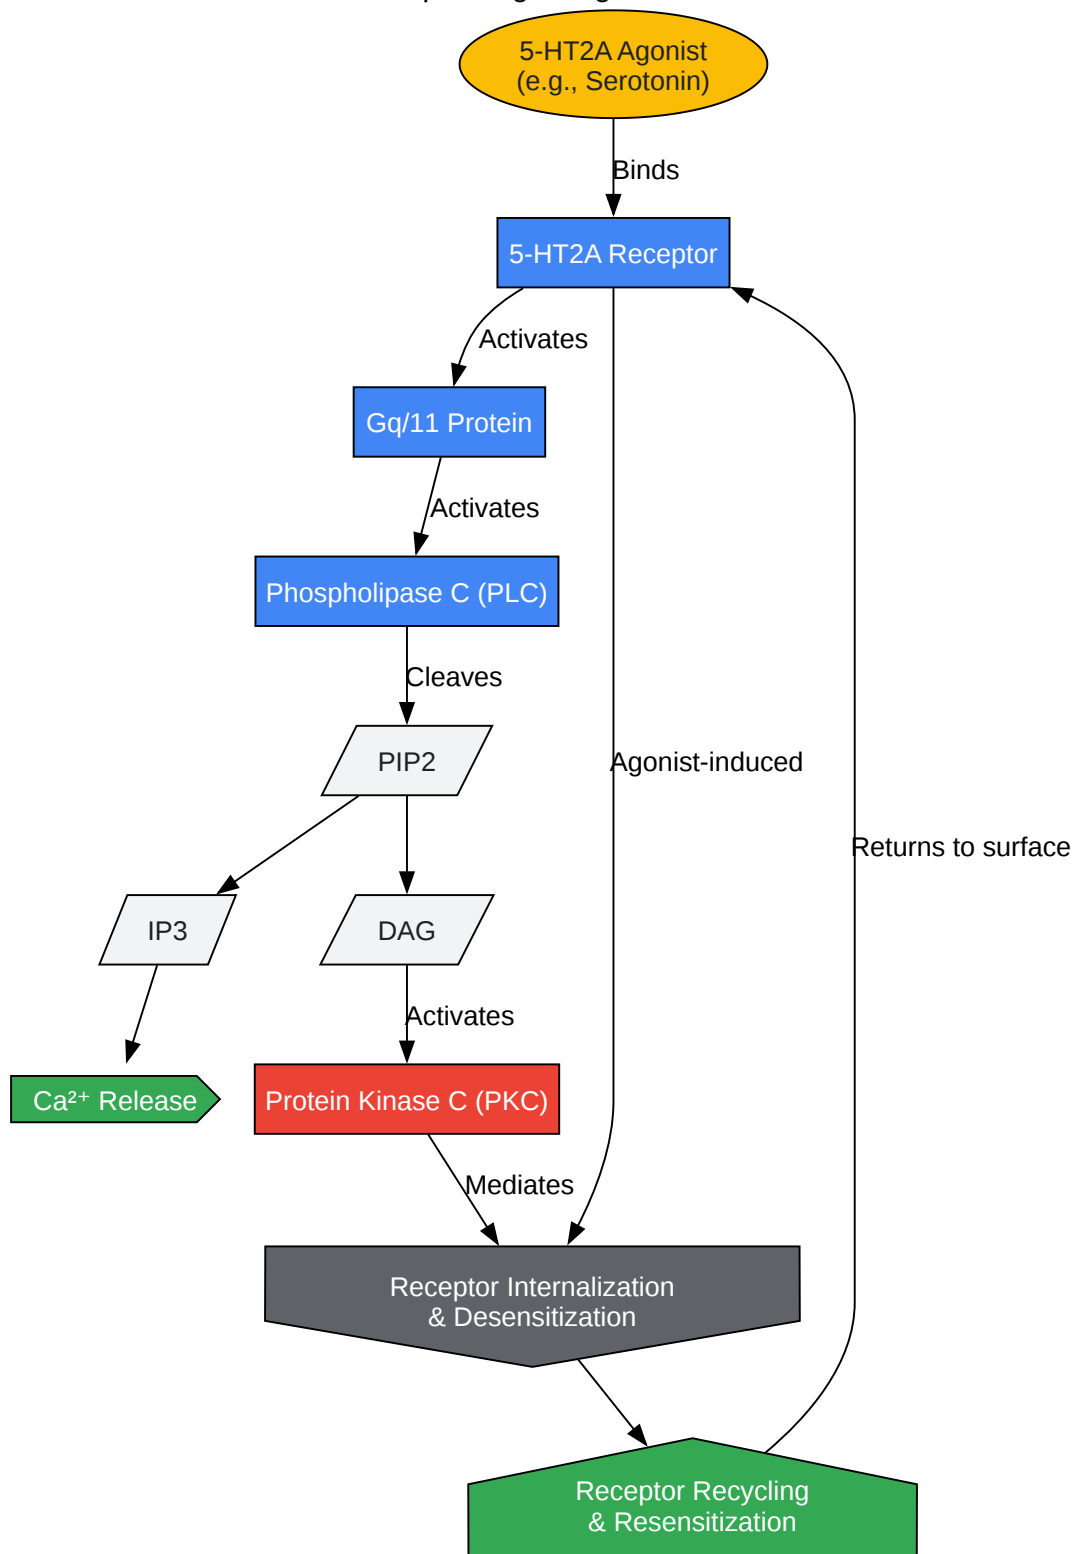 5-HT2A Agonist
(e.g., Serotonin)
Binds
5-HT2A Receptor
Activates
Gq/11 Protein
Activates
Phospholipase C (PLC)
Cleaves
PIP2
Agonist-induced
Returns to surface
IP3
DAG
Activates
Ca²⁺ Release
Protein Kinase C (PKC)
Mediates
Receptor Internalization
& Desensitization
Receptor Recycling
& Resensitization